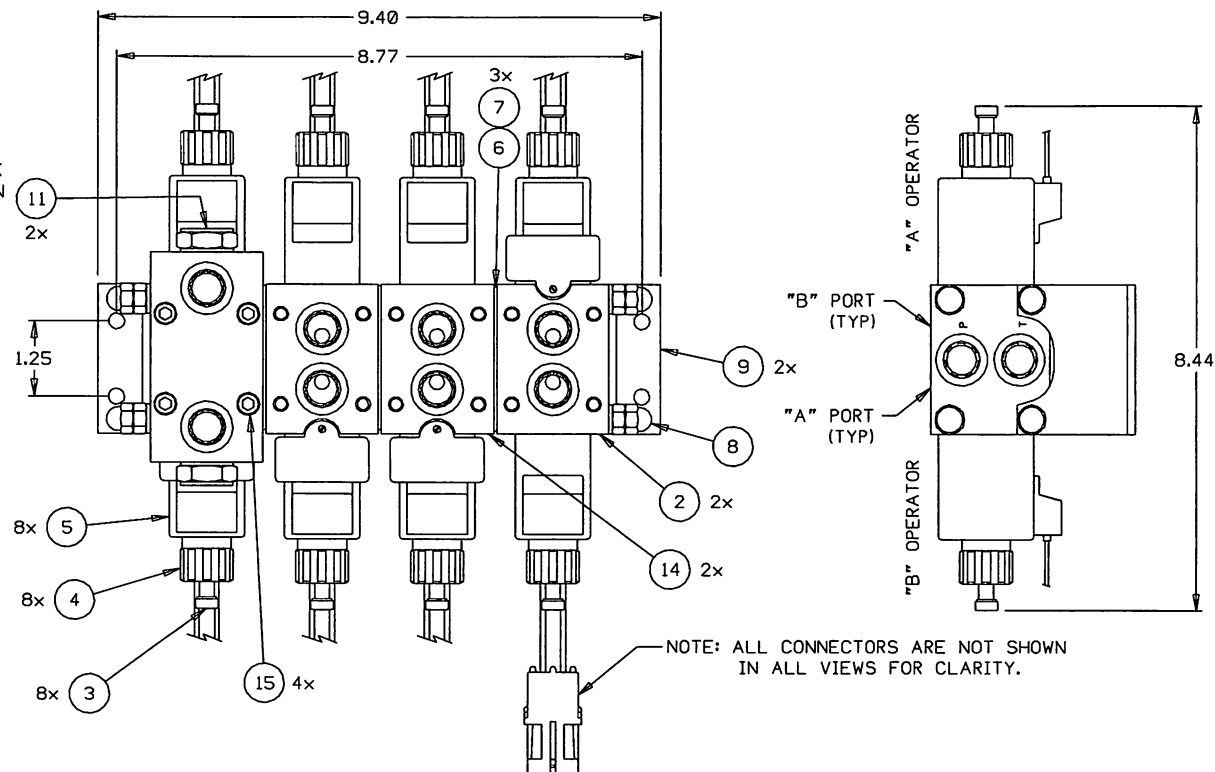 9.40
8.77
3x
7
6
11
2x
1.25
9 2x
8
2 2x
14 2x
8x 5
8x 4
8x 3
15 4x
NOTE: ALL CONNECTORS ARE NOT SHOWN
IN ALL VIEWS FOR CLARITY.
"A" OPERATOR
"B" PORT
(TYP)
P
T
"A" PORT
(TYP)
"B" OPERATOR
8.44